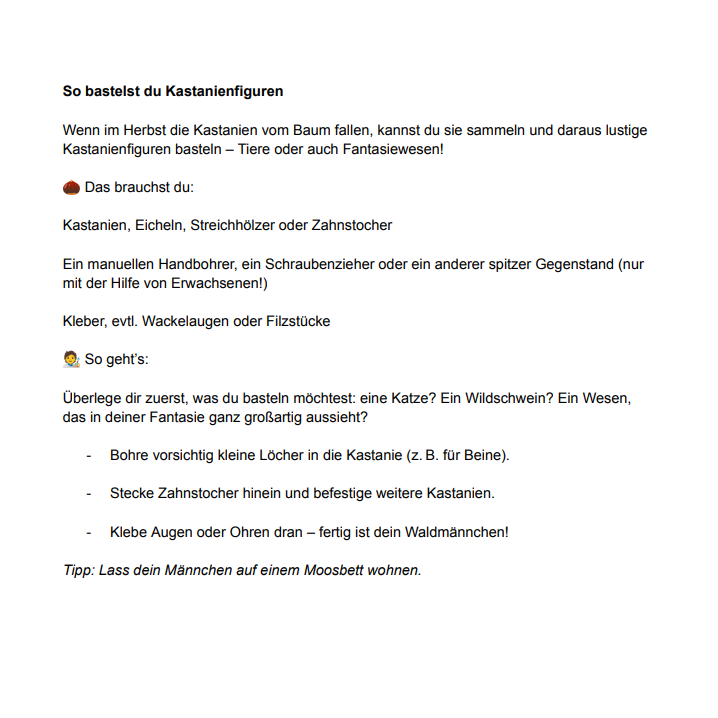 So bastelst du Kastanienfiguren
Wenn im Herbst die Kastanien vom Baum fallen, kannst du sie sammeln und daraus lustige
Kastanienfiguren basteln – Tiere oder auch Fantasiewesen!
🌰 Das brauchst du:
Kastanien, Eicheln, Streichhölzer oder Zahnstocher
Ein manuellen Handbohrer, ein Schraubenzieher oder ein anderer spitzer Gegenstand (nur
mit der Hilfe von Erwachsenen!)
Kleber, evtl. Wackelaugen oder Filzstücke
🧑‍🎨 So geht’s:
Überlege dir zuerst, was du basteln möchtest: eine Katze? Ein Wildschwein? Ein Wesen,
das in deiner Fantasie ganz großartig aussieht?
- Bohre vorsichtig kleine Löcher in die Kastanie (z. B. für Beine).
- Stecke Zahnstocher hinein und befestige weitere Kastanien.
- Klebe Augen oder Ohren dran – fertig ist dein Waldmännchen!
Tipp: Lass dein Männchen auf einem Moosbett wohnen.